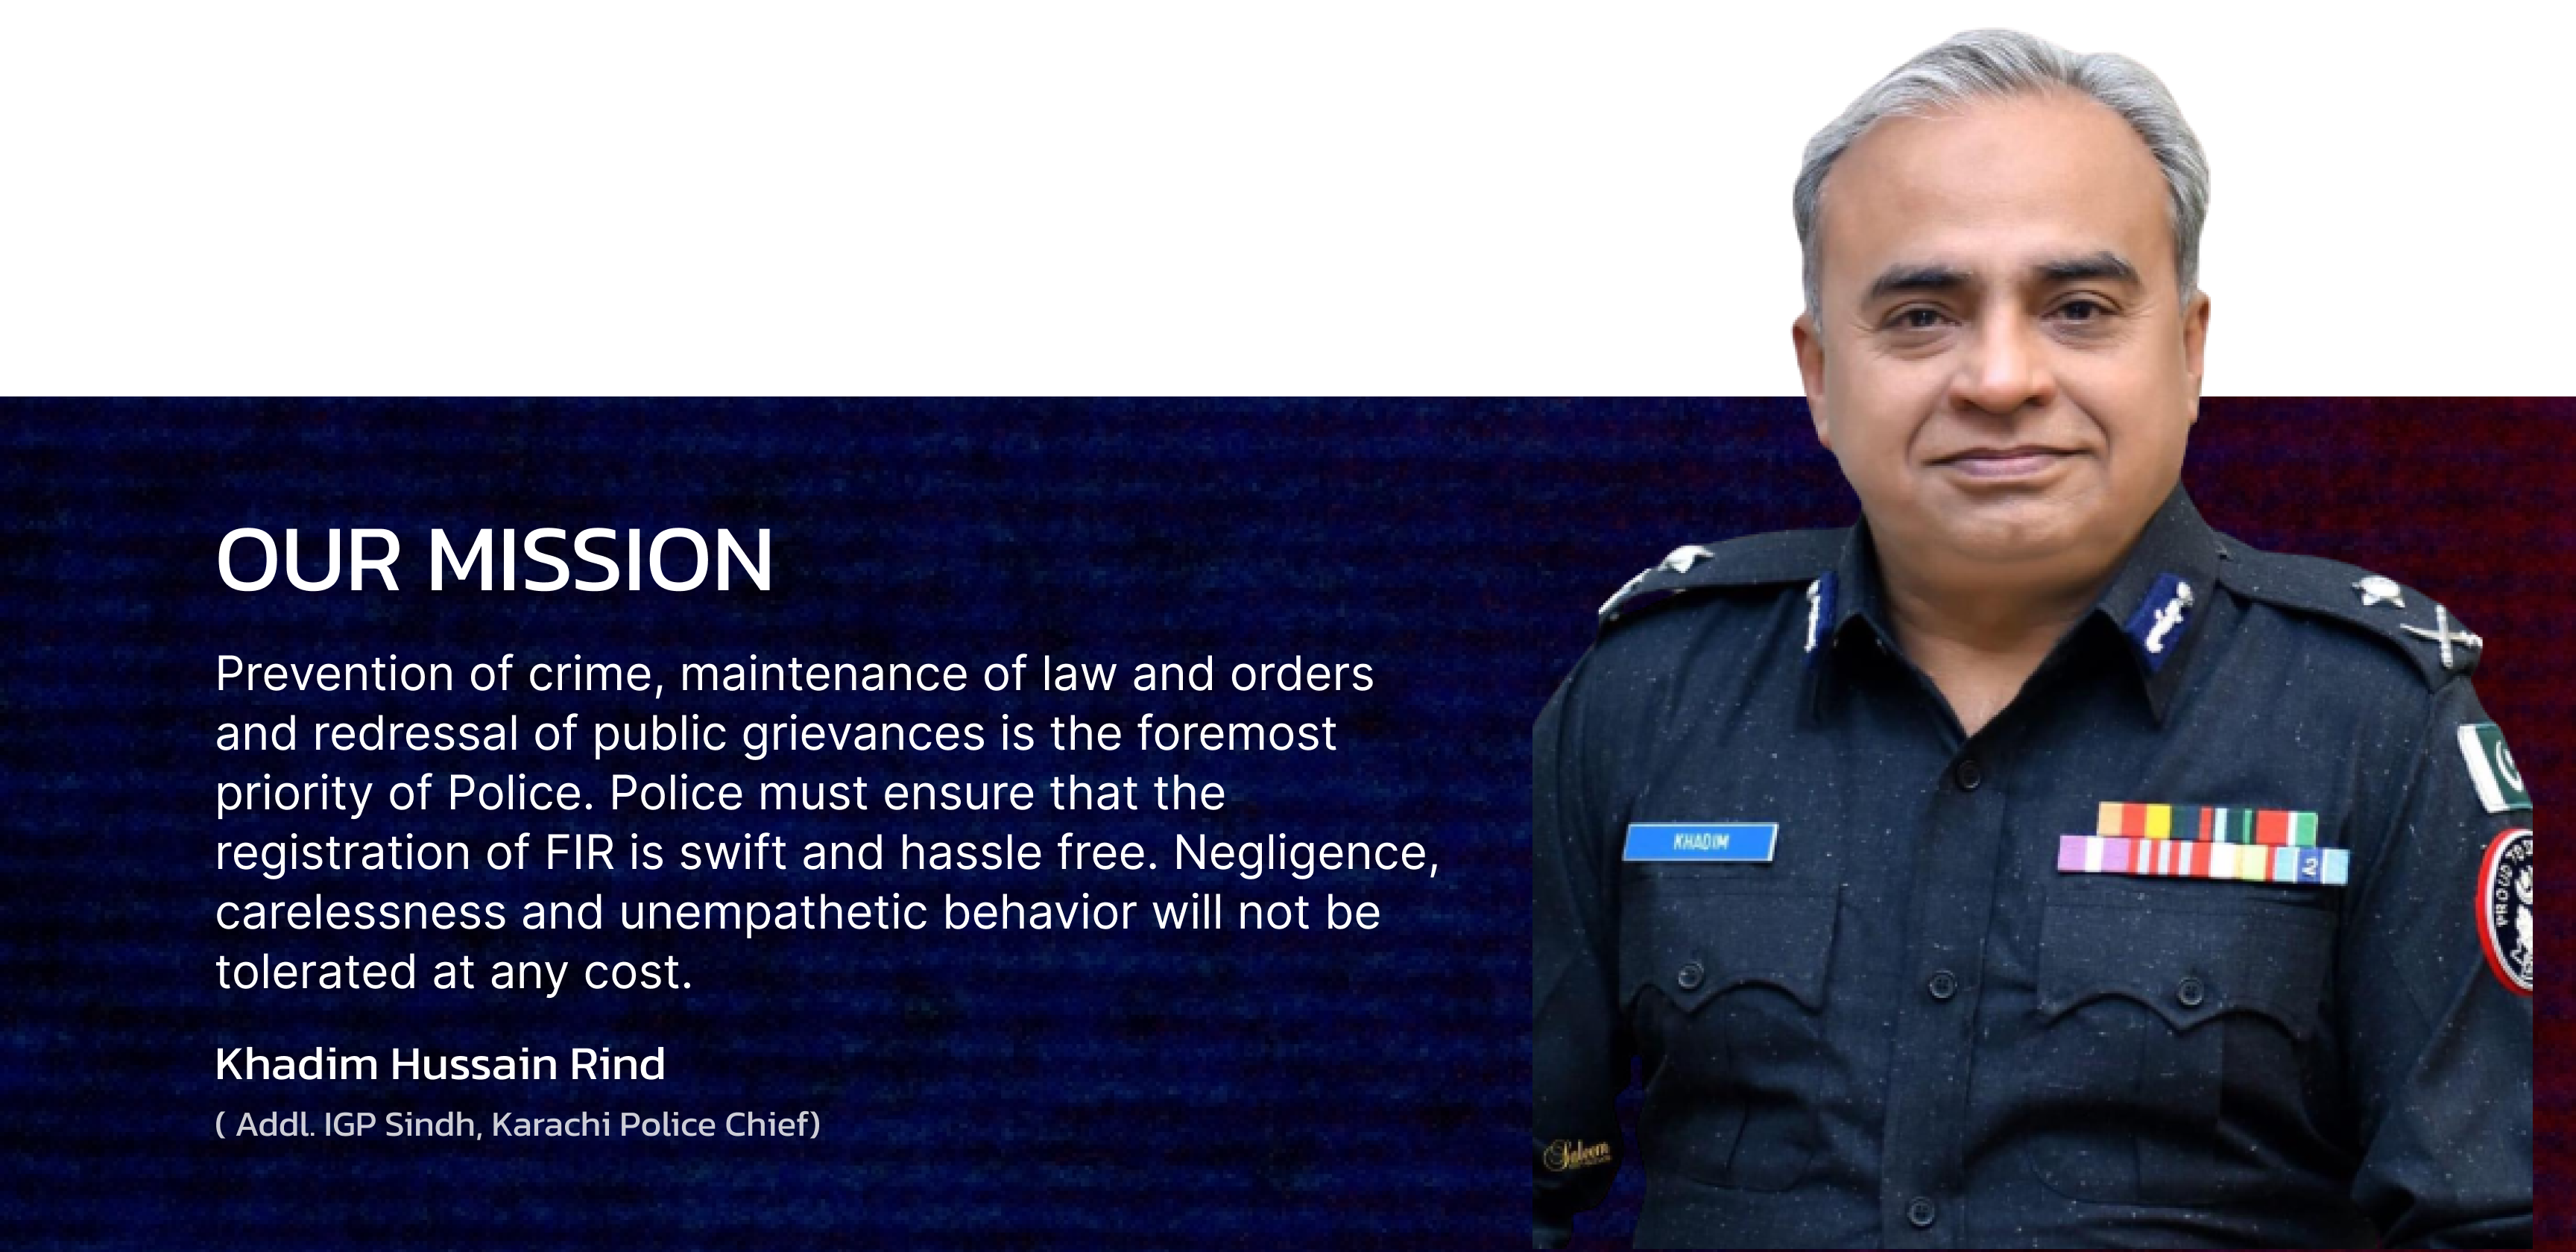 OUR MISSION
Prevention of crime, maintenance of law and orders
and redressal of public grievances is the foremost
priority of Police. Police must ensure that the
registration of FIR is swift and hassle free. Negligence,
carelessness and unempathetic behavior will not be
tolerated at any cost.
Khadim Hussain Rind
( Addl. IGP Sindh, Karachi Police Chief)
KHADIM
2
PROUD TO
Saleem